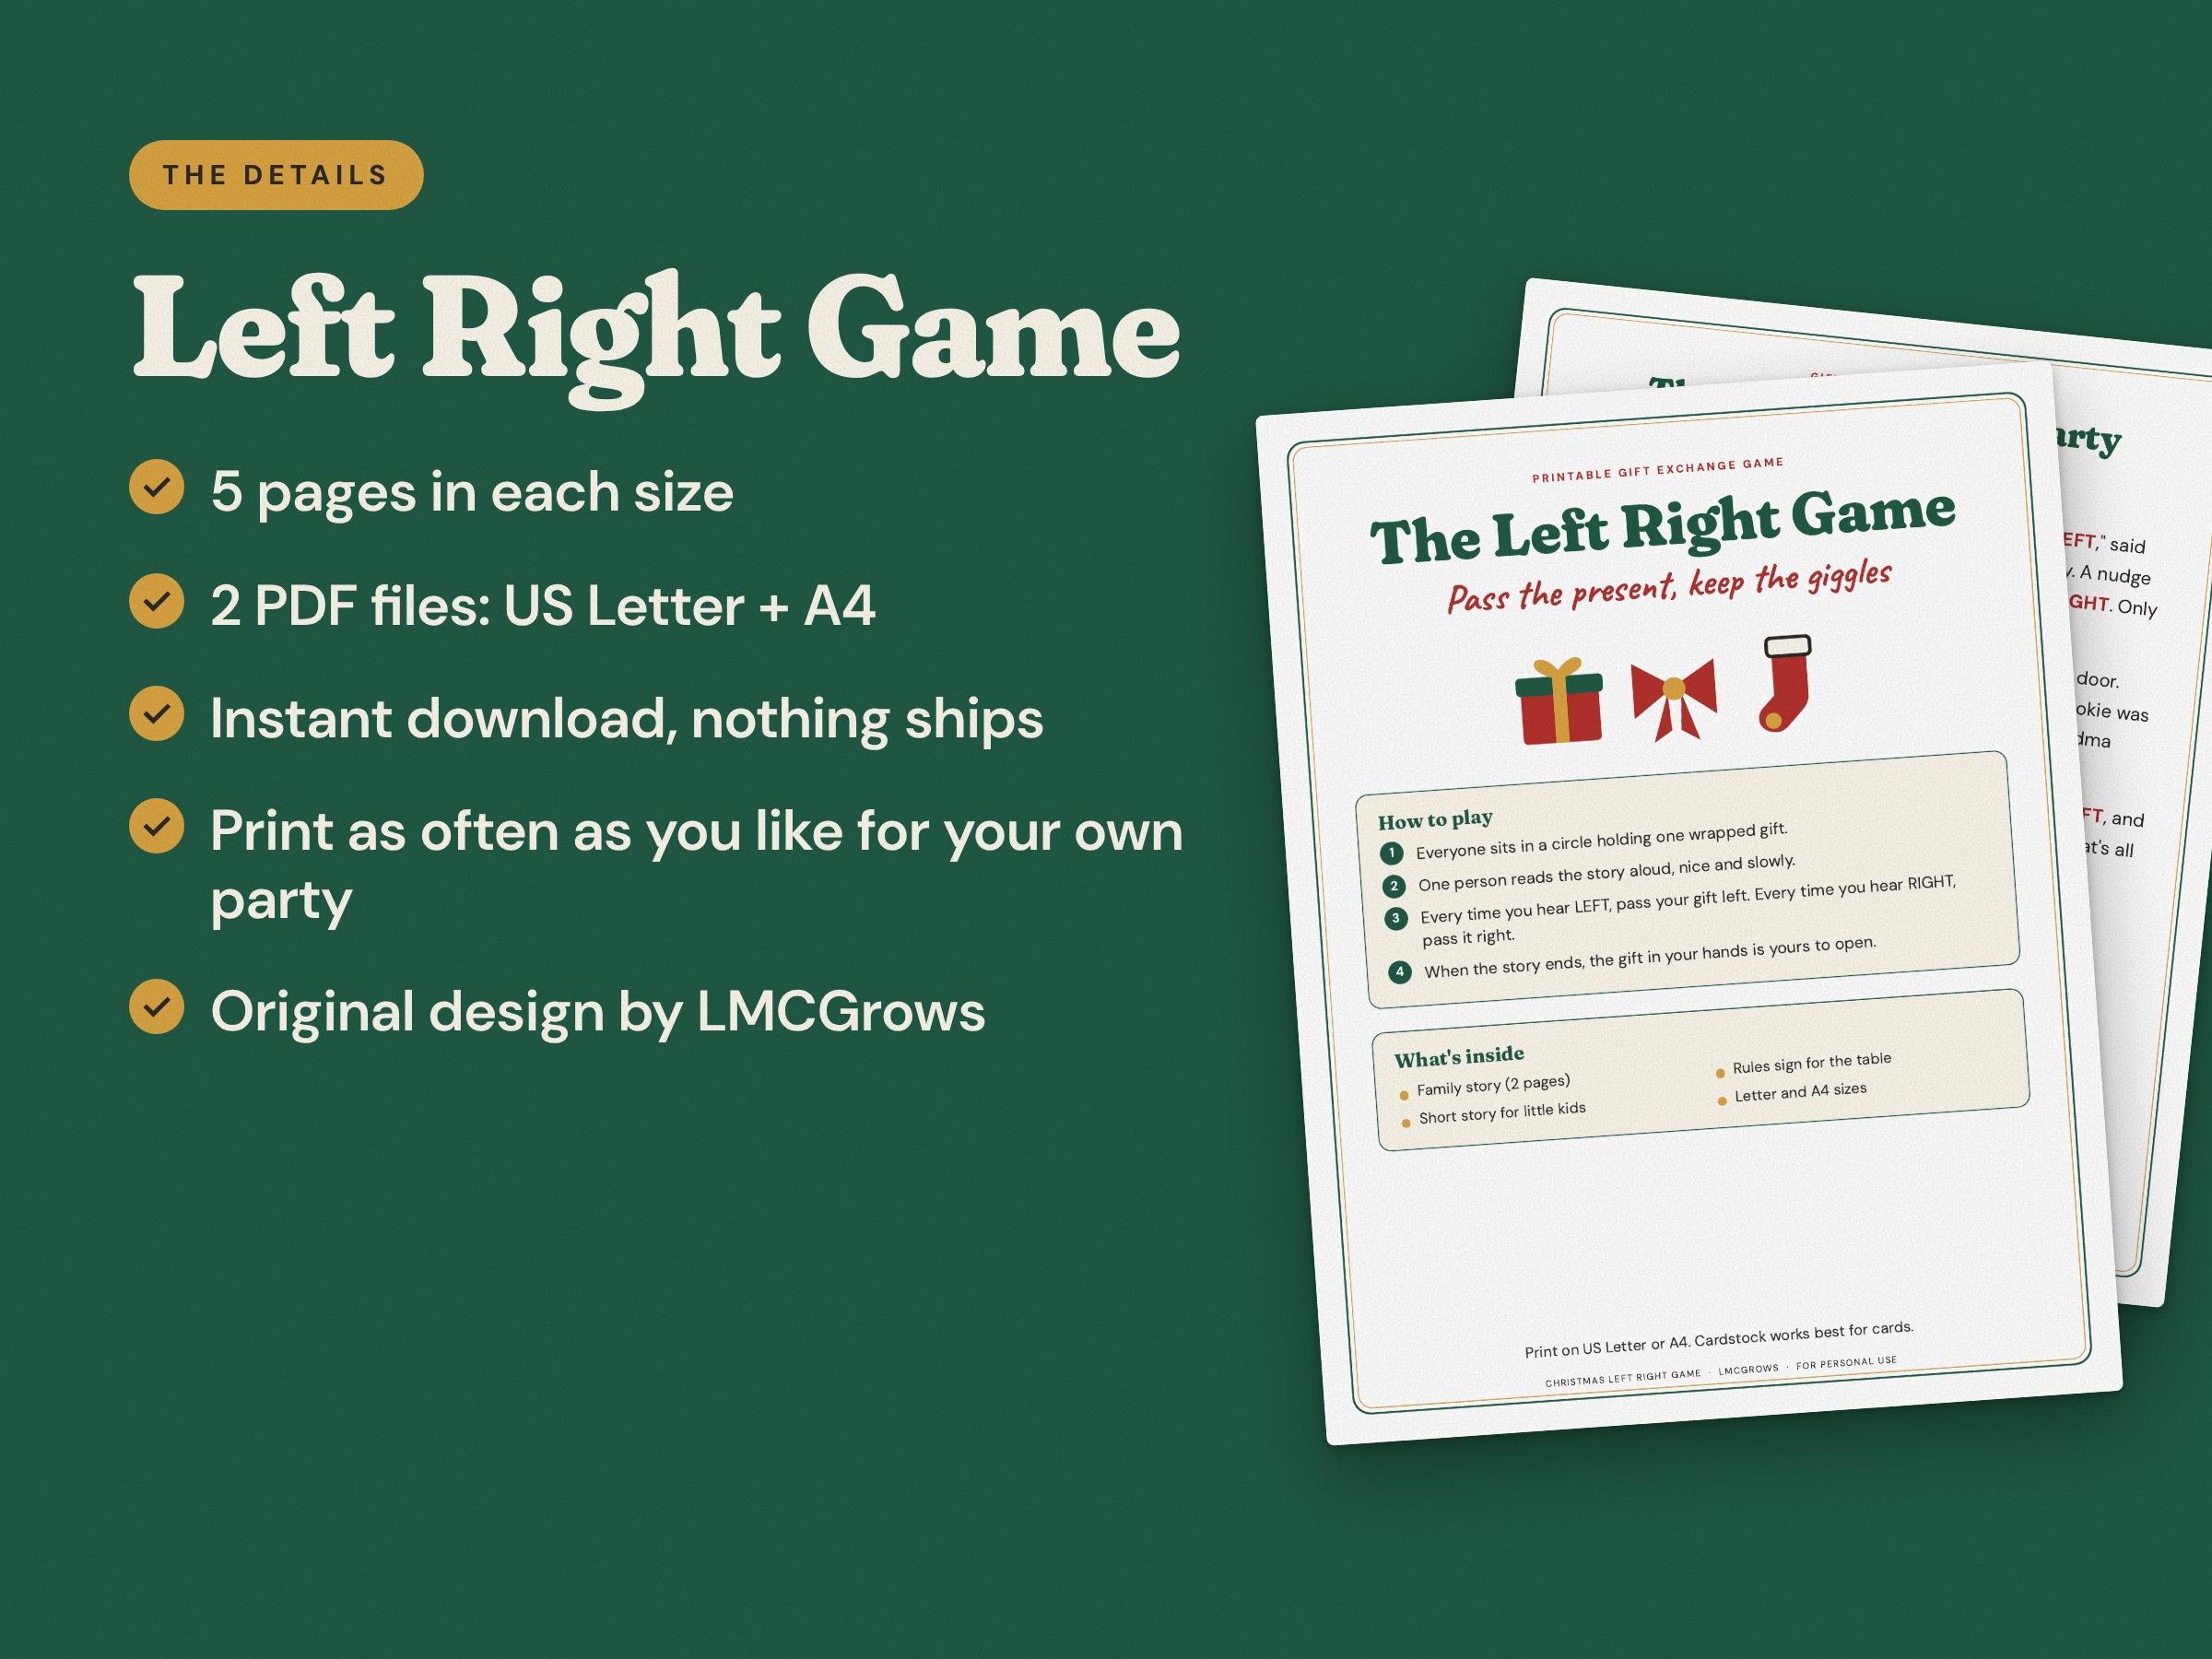 THE DETAILS
Left Right Game
5 pages in each size
2 PDF files: US Letter + A4
Instant download, nothing ships
Print as often as you like for your own
party
Original design by LMCGrows
PRINTABLE GIFT EXCHANGE GAME
The Left Right Game
Pass the present, keep the giggles
How to play
1 Everyone sits in a circle holding one wrapped gift.
2 One person reads the story aloud, nice and slowly.
3 Every time you hear LEFT, pass your gift left. Every time you hear RIGHT,
pass it right.
4 When the story ends, the gift in your hands is yours to open.
What's inside
Family story (2 pages)
Short story for little kids
Rules sign for the table
Letter and A4 sizes
Print on US Letter or A4. Cardstock works best for cards.
CHRISTMAS LEFT RIGHT GAME · LMCGROWS · FOR PERSONAL USE
," said
. A nudge
. Only
door.
was
, and
all